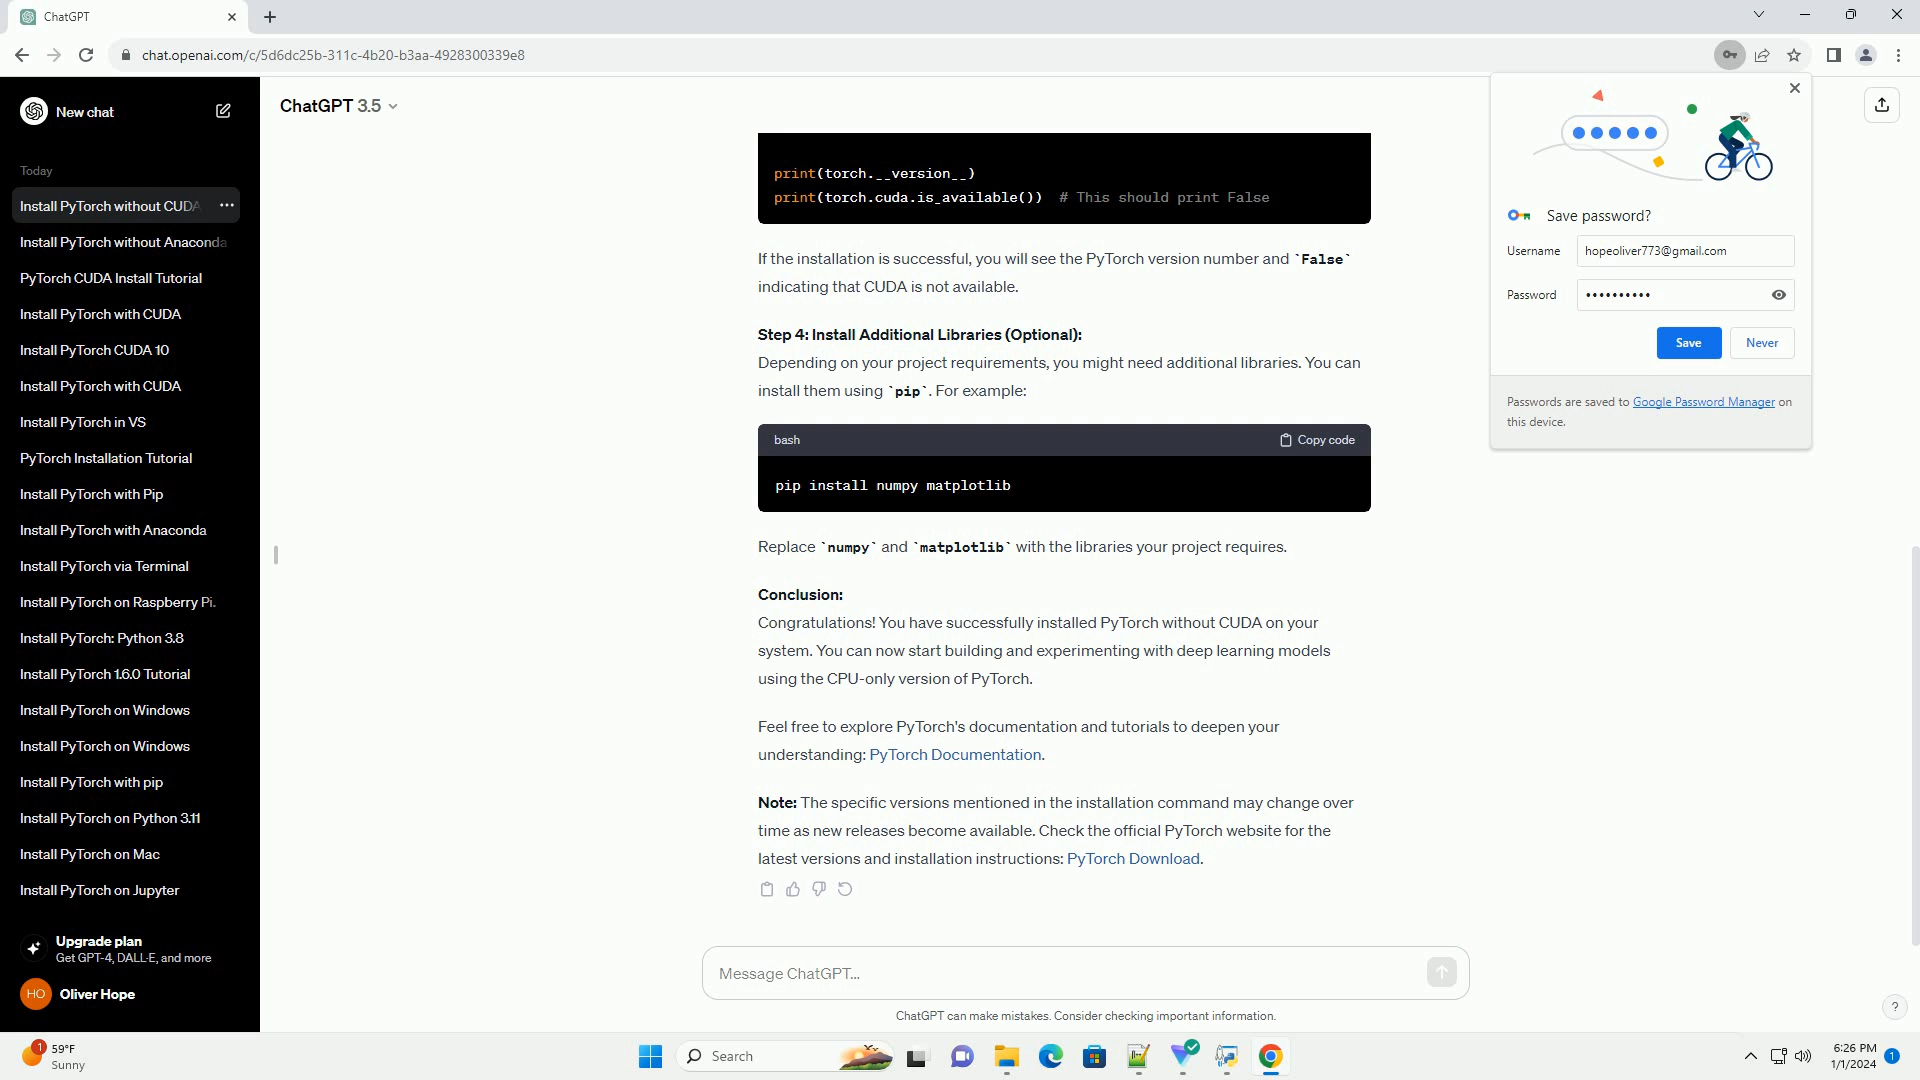 ChatGPT
chat.openai.com/c/5d6dc25b-311c-4b20-b3aa-4928300339e8
New chat
Today
Install PyTorch without CUDA
Install PyTorch without Anaconda
PyTorch CUDA Install Tutorial
Install PyTorch with CUDA
Install PyTorch CUDA 10
Install PyTorch with CUDA
Install PyTorch in VS
PyTorch Installation Tutorial
Install PyTorch with Pip
Install PyTorch with Anaconda
Install PyTorch via Terminal
Install PyTorch on Raspberry Pi.
Install PyTorch: Python 3.8
Install PyTorch 1.6.0 Tutorial
Install PyTorch on Windows
Install PyTorch on Windows
Install PyTorch with pip
Install PyTorch on Python 3.11
Install PyTorch on Mac
Install PyTorch on Jupyter
Upgrade plan
Get GPT-4, DALL·E, and more
HO Oliver Hope
ChatGPT 3.5
print(torch.__version__)
print(torch.cuda.is_available())  # This should print False
If the installation is successful, you will see the PyTorch version number and `False`
indicating that CUDA is not available.
Step 4: Install Additional Libraries (Optional):
Depending on your project requirements, you might need additional libraries. You can
install them using `pip`. For example:
bash Copy code
pip install numpy matplotlib
Replace `numpy` and `matplotlib` with the libraries your project requires.
Conclusion:
Congratulations! You have successfully installed PyTorch without CUDA on your
system. You can now start building and experimenting with deep learning models
using the CPU-only version of PyTorch.
Feel free to explore PyTorch's documentation and tutorials to deepen your
understanding: PyTorch Documentation.
Note: The specific versions mentioned in the installation command may change over
time as new releases become available. Check the official PyTorch website for the
latest versions and installation instructions: PyTorch Download.
Message ChatGPT...
ChatGPT can make mistakes. Consider checking important information.
?
Save password?
Username hopeoliver773@gmail.com
Password ••••••••••
Save Never
Passwords are saved to Google Password Manager on
this device.
1
59°F
Sunny
Search
6:26 PM
1/1/2024
1